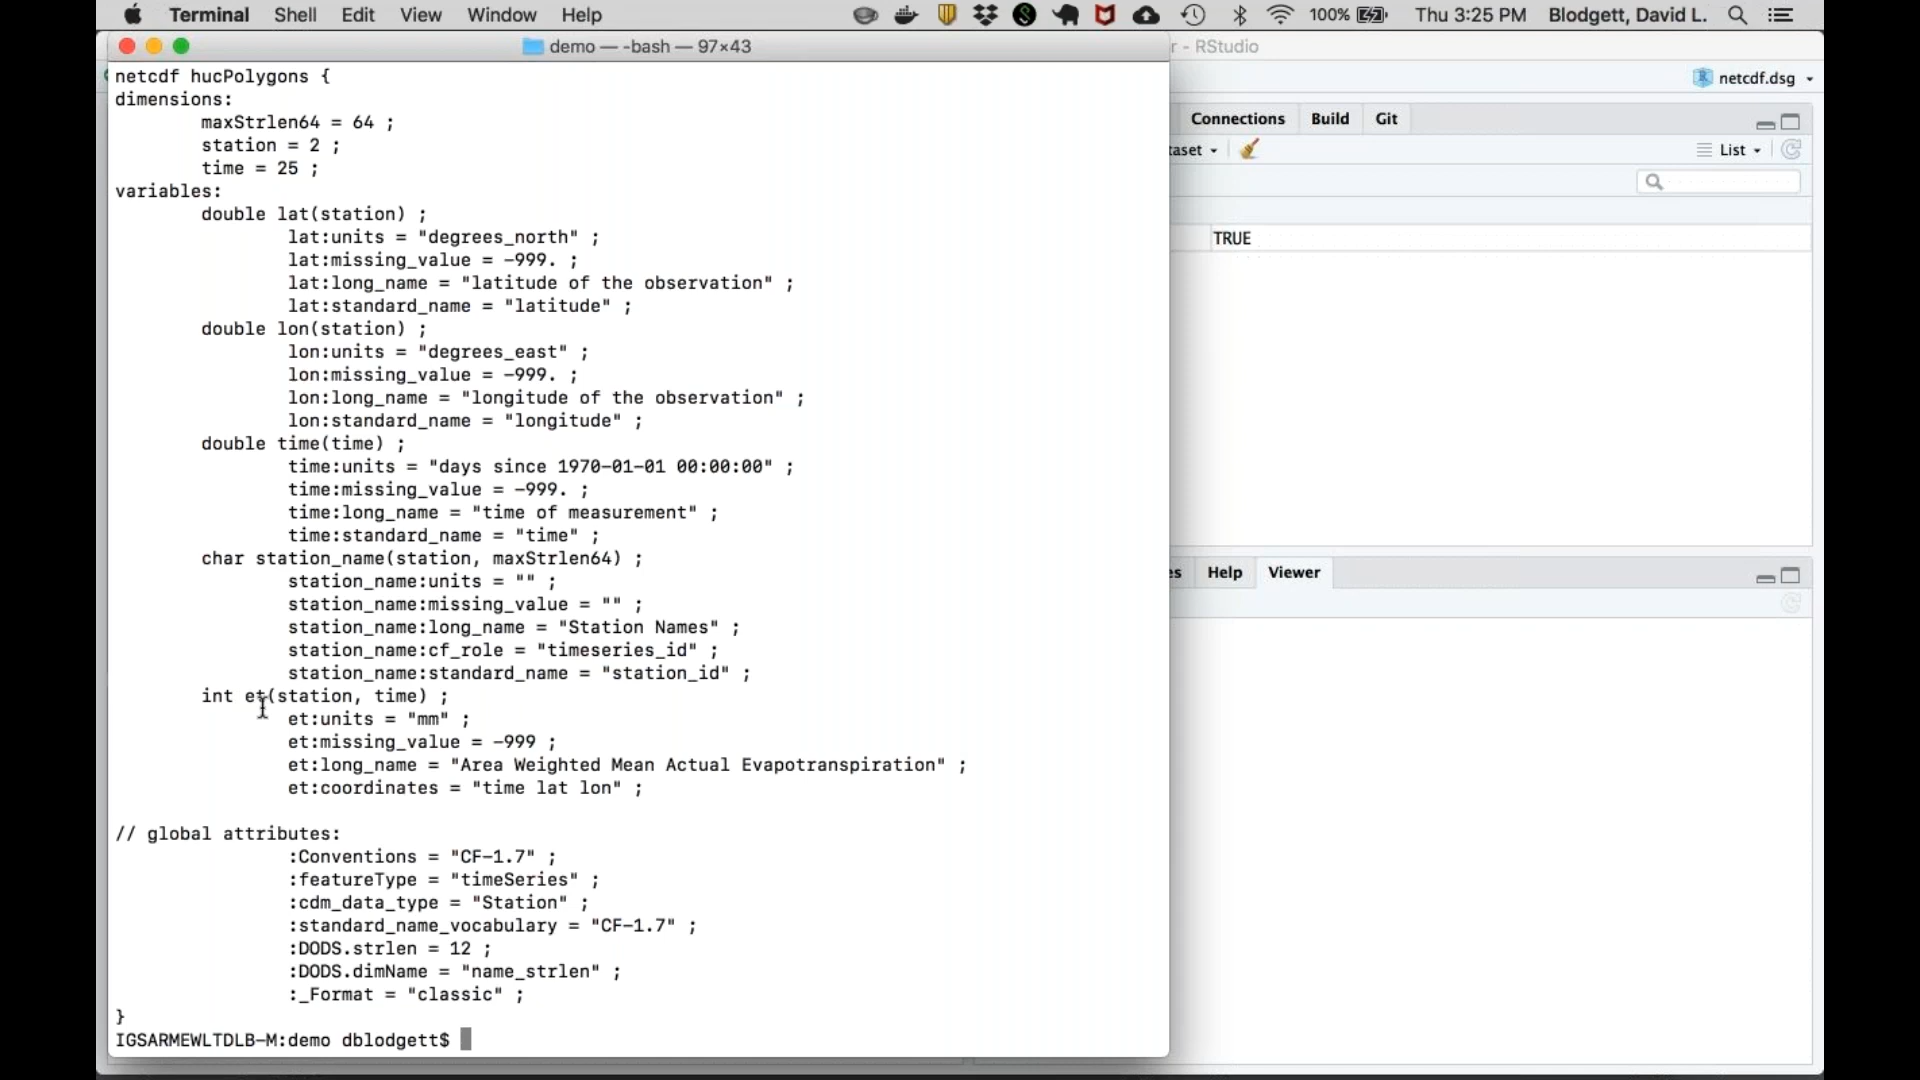 Terminal Shell Edit View Window Help 100% Thu 3:25 PM Blodgett, David L.
demo — -bash — 97×43
r - RStudio
netcdf.dsg
Connections Build Git
List
TRUE
Help Viewer
netcdf hucPolygons {
dimensions:
maxStrlen64 = 64 ;
station = 2 ;
time = 25 ;
variables:
double lat(station) ;
lat:units = "degrees_north" ;
lat:missing_value = -999. ;
lat:long_name = "latitude of the observation" ;
lat:standard_name = "latitude" ;
double lon(station) ;
lon:units = "degrees_east" ;
lon:missing_value = -999. ;
lon:long_name = "longitude of the observation" ;
lon:standard_name = "longitude" ;
double time(time) ;
time:units = "days since 1970-01-01 00:00:00" ;
time:missing_value = -999. ;
time:long_name = "time of measurement" ;
time:standard_name = "time" ;
char station_name(station, maxStrlen64) ;
station_name:units = "" ;
station_name:missing_value = "" ;
station_name:long_name = "Station Names" ;
station_name:cf_role = "timeseries_id" ;
station_name:standard_name = "station_id" ;
int et(station, time) ;
et:units = "mm" ;
et:missing_value = -999 ;
et:long_name = "Area Weighted Mean Actual Evapotranspiration" ;
et:coordinates = "time lat lon" ;
// global attributes:
:Conventions = "CF-1.7" ;
:featureType = "timeSeries" ;
:cdm_data_type = "Station" ;
:standard_name_vocabulary = "CF-1.7" ;
:DODS.strlen = 12 ;
:DODS.dimName = "name_strlen" ;
:_Format = "classic" ;
}
IGSARMEWLTDLB-M:demo dblodgett$